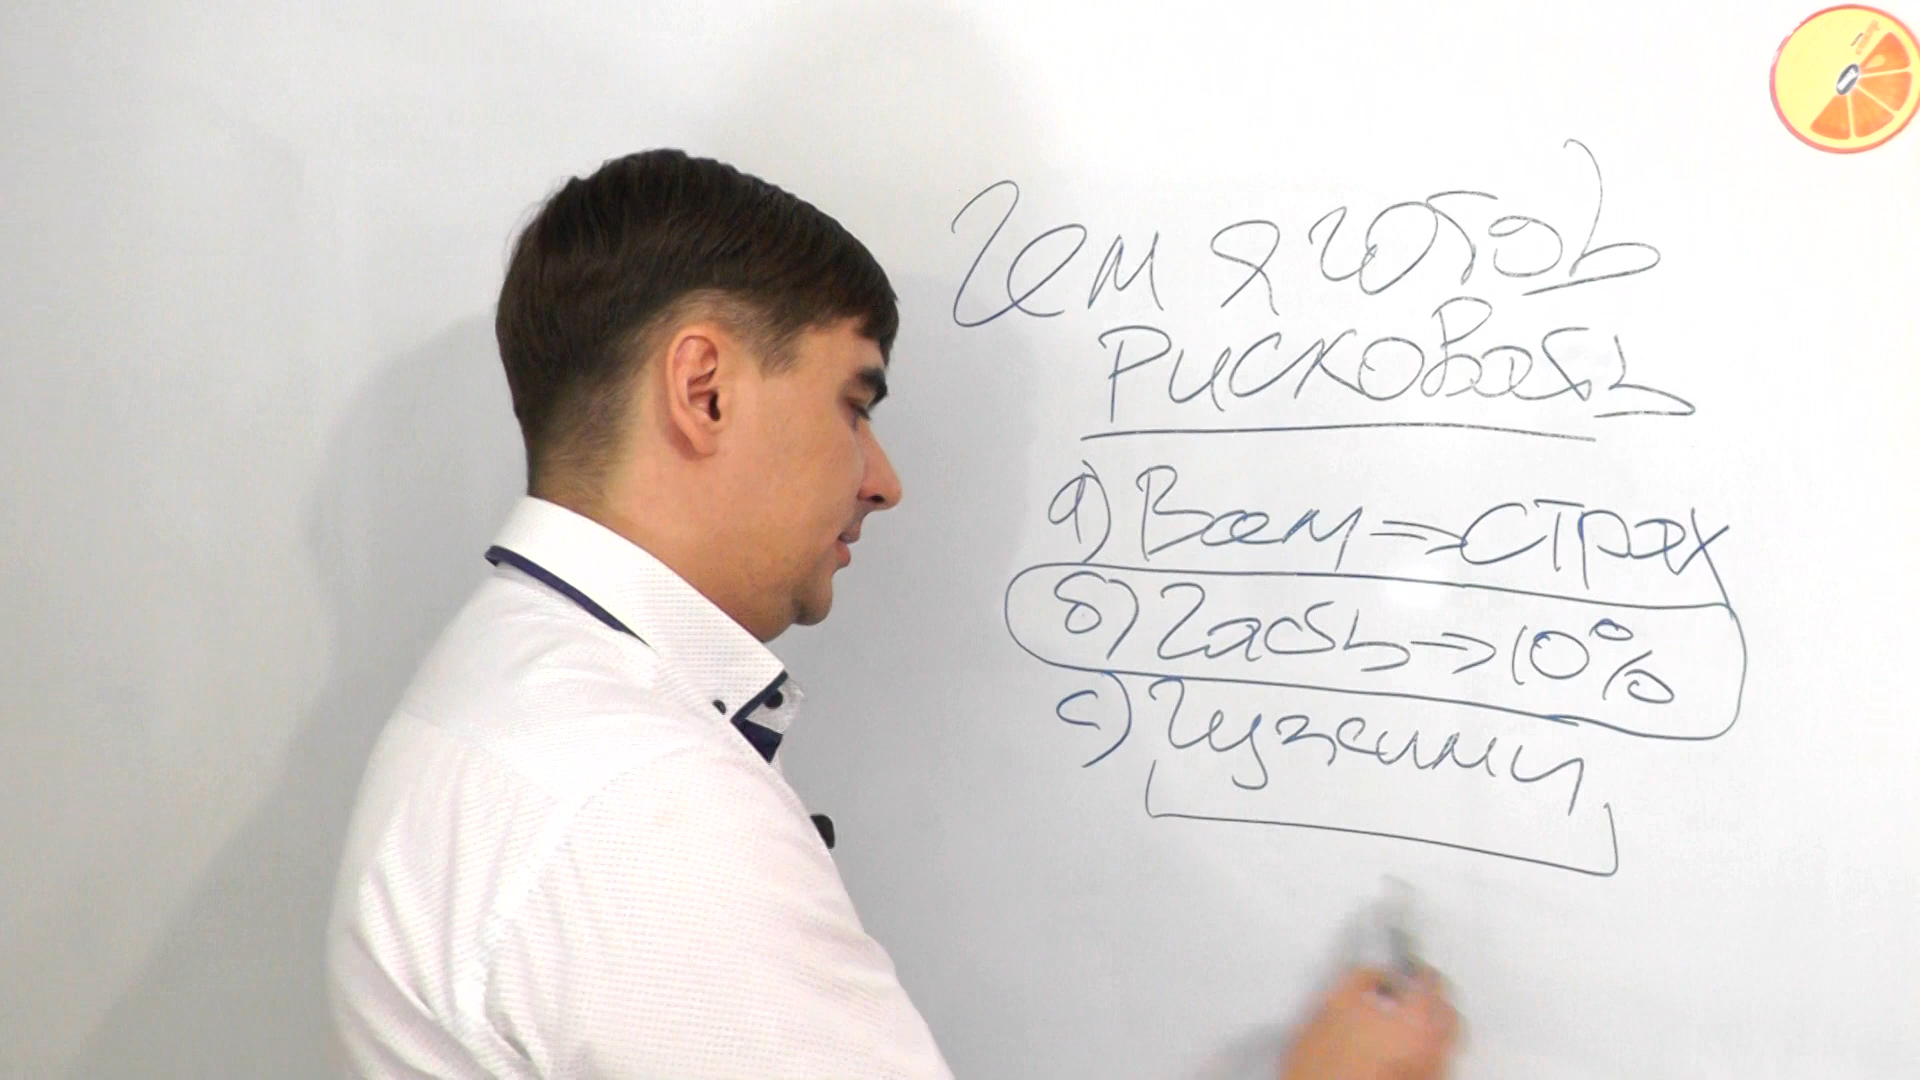 Чем я готов
рисковать
а) Всем => страх
б) Часть -> 10%
с) Чужими